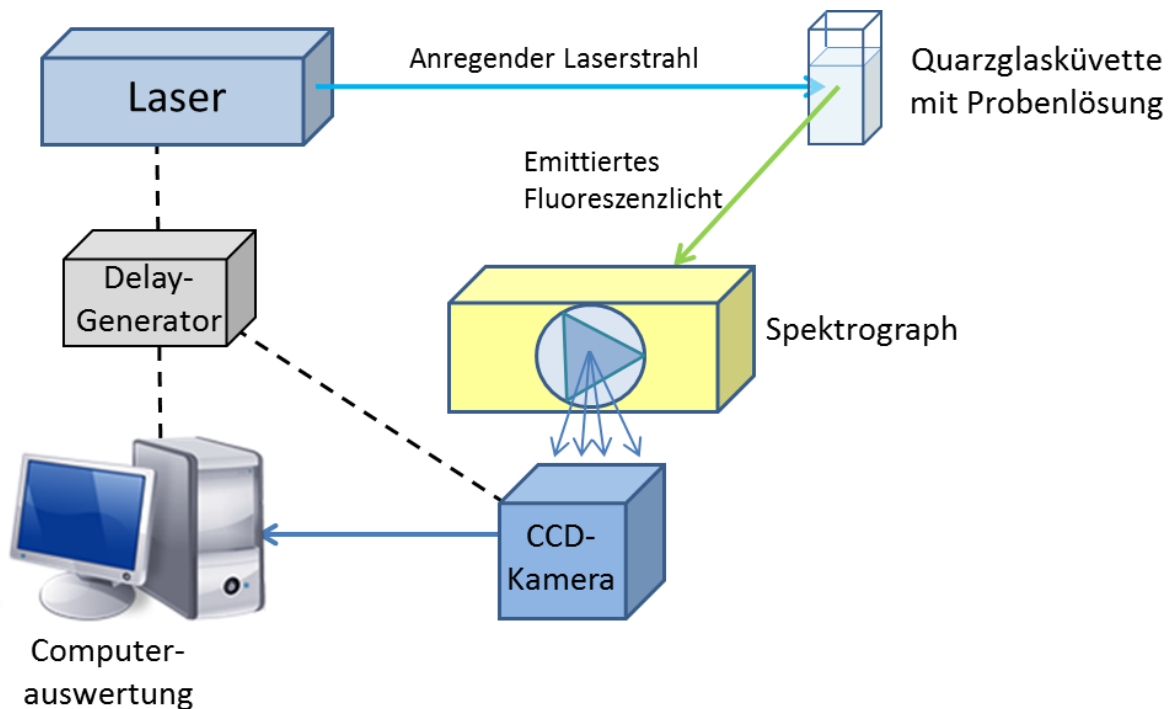 Laser
Anregender Laserstrahl
Quarzglasküvette
mit Probenlösung
Emittiertes
Fluoreszenzlicht
Delay-
Generator
Spektrograph
CCD-
Kamera
Computer-
auswertung